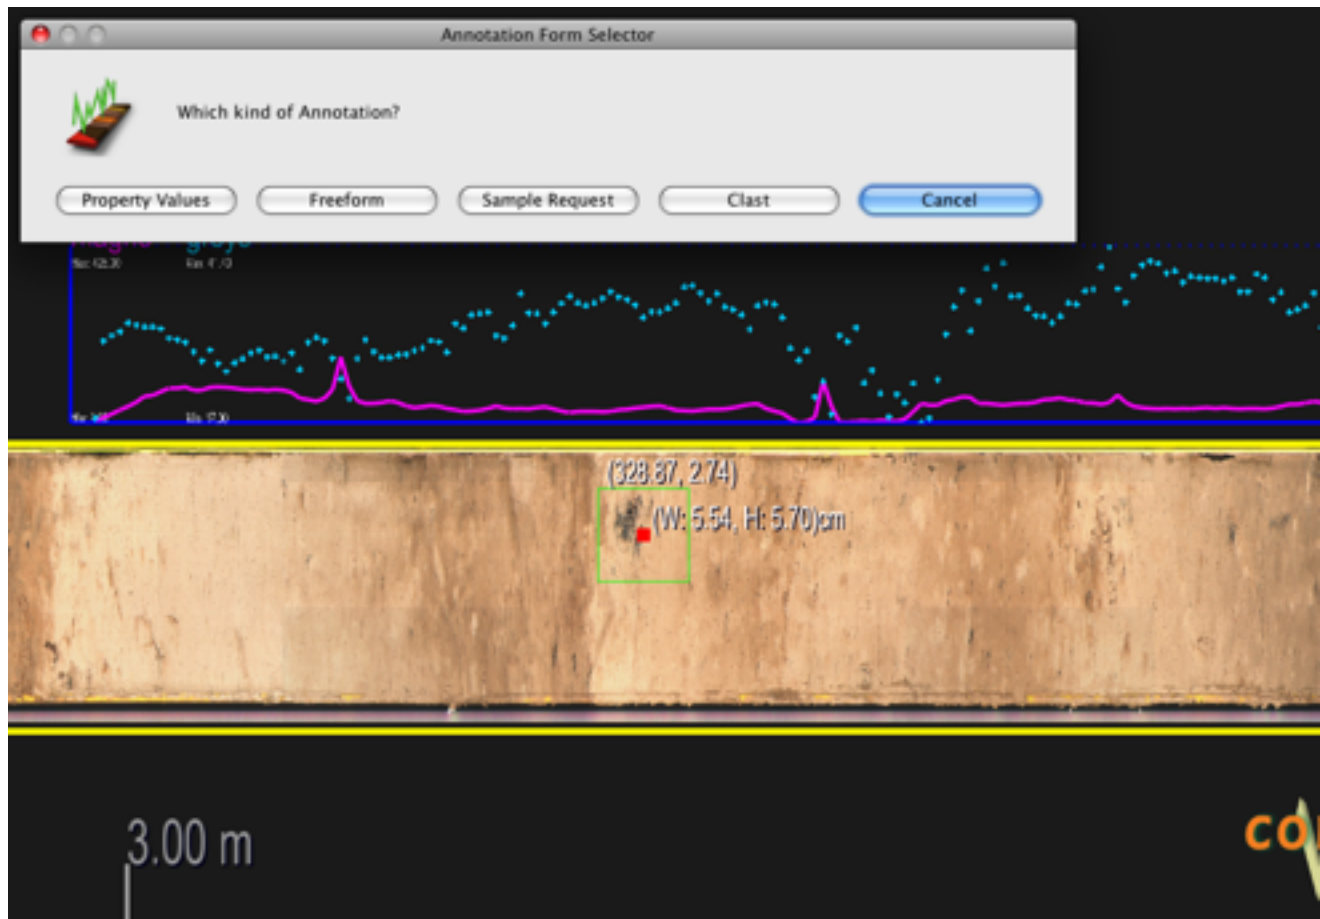 Annotation Form Selector
Which kind of Annotation?
Property Values
Freeform
Sample Request
Clast
Cancel
(328.87, 2.74)
(W: 5.54, H: 5.70)cm
3.00 m